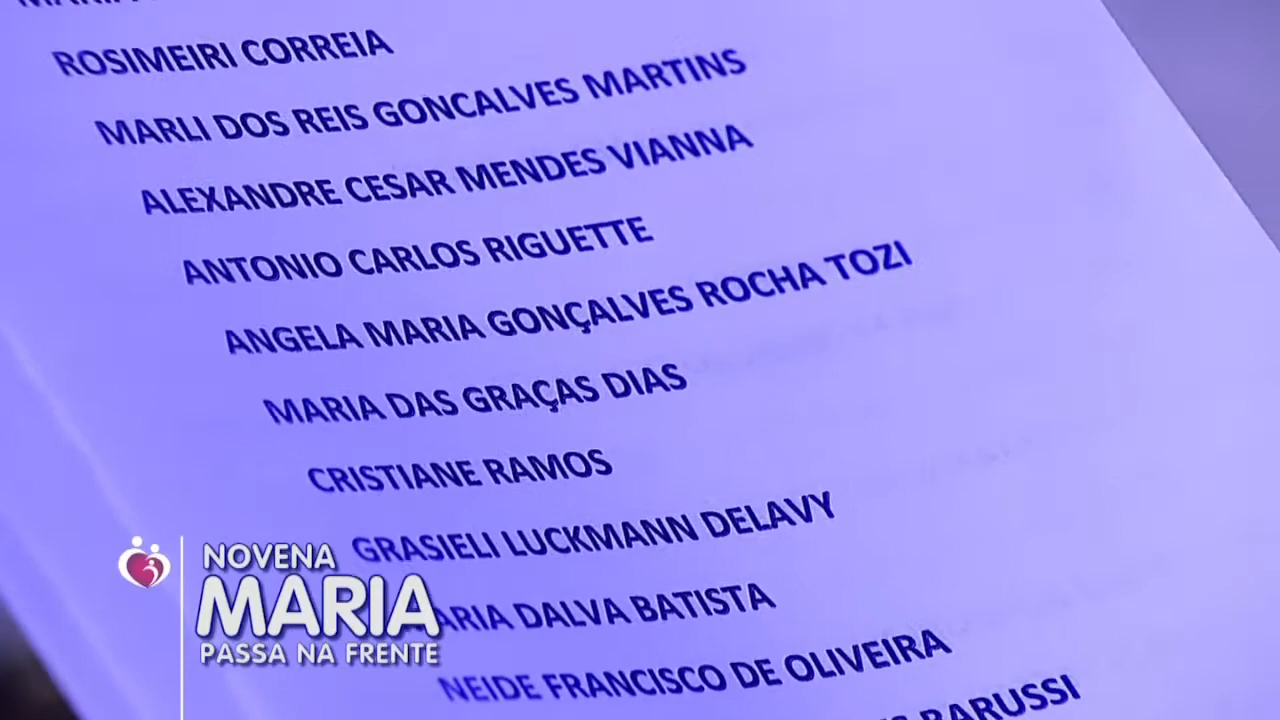 ROSIMEIRI CORREIA
MARLI DOS REIS GONCALVES MARTINS
ALEXANDRE CESAR MENDES VIANNA
ANTONIO CARLOS RIGUETTE
ANGELA MARIA GONÇALVES ROCHA TOZI
MARIA DAS GRAÇAS DIAS
CRISTIANE RAMOS
GRASIELI LUCKMANN DELAVY
DALVA BATISTA
NEIDE FRANCISCO DE OLIVEIRA
BARUSSI
NOVENA
MARIA
PASSA NA FRENTE